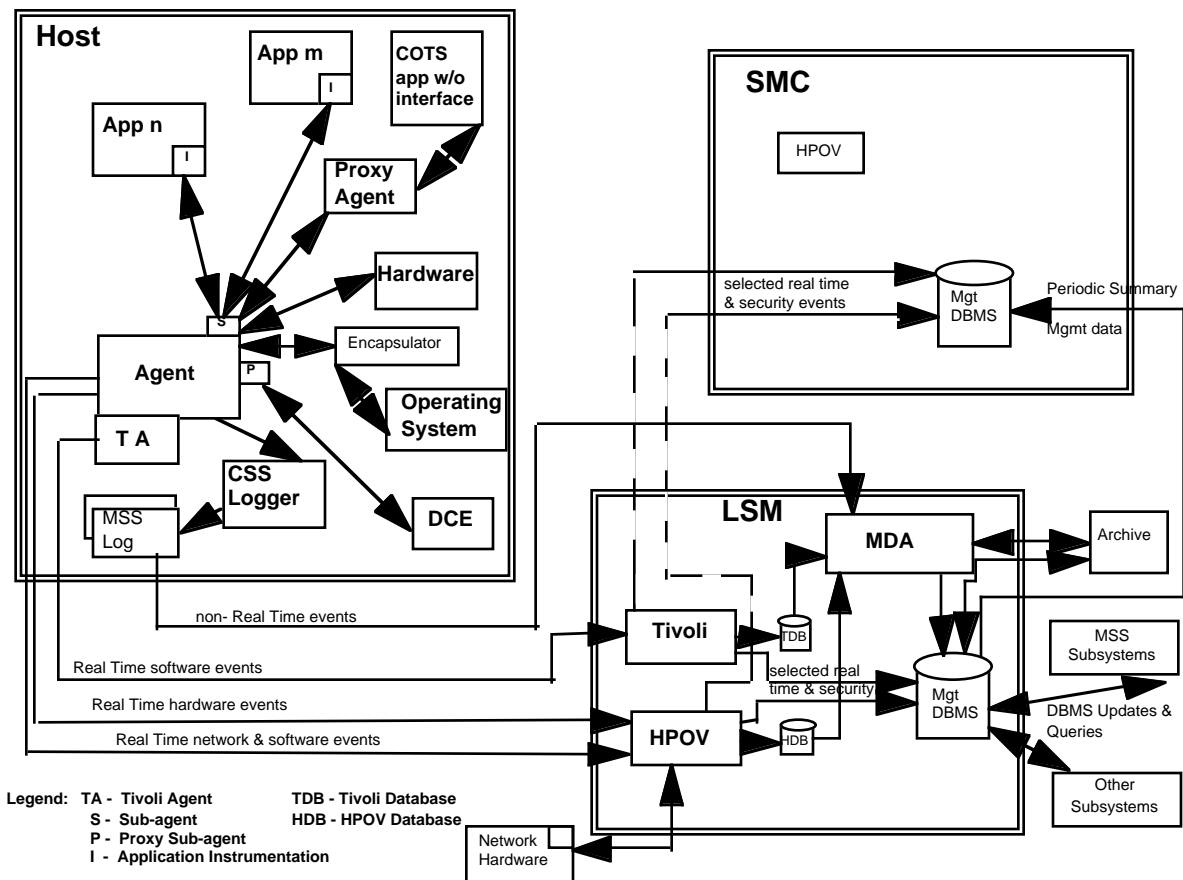 Host
App m
I
COTS
app w/o
interface
App n
I
Proxy
Agent
Hardware
S
Encapsulator
Agent
P
Operating
System
T A
CSS
Logger
MSS
Log
DCE
SMC
HPOV
selected real time
& security events
Mgt
DBMS
Periodic Summary
Mgmt data
LSM
MDA
Archive
non- Real Time events
Tivoli
TDB
MSS
Subsystems
Real Time software events
selected real
time & security
Mgt
DBMS
DBMS Updates &
Queries
Real Time hardware events
HPOV
HDB
Real Time network & software events
Other
Subsystems
Legend: TA - Tivoli Agent
S - Sub-agent
P - Proxy Sub-agent
I - Application Instrumentation
TDB - Tivoli Database
HDB - HPOV Database
Network
Hardware